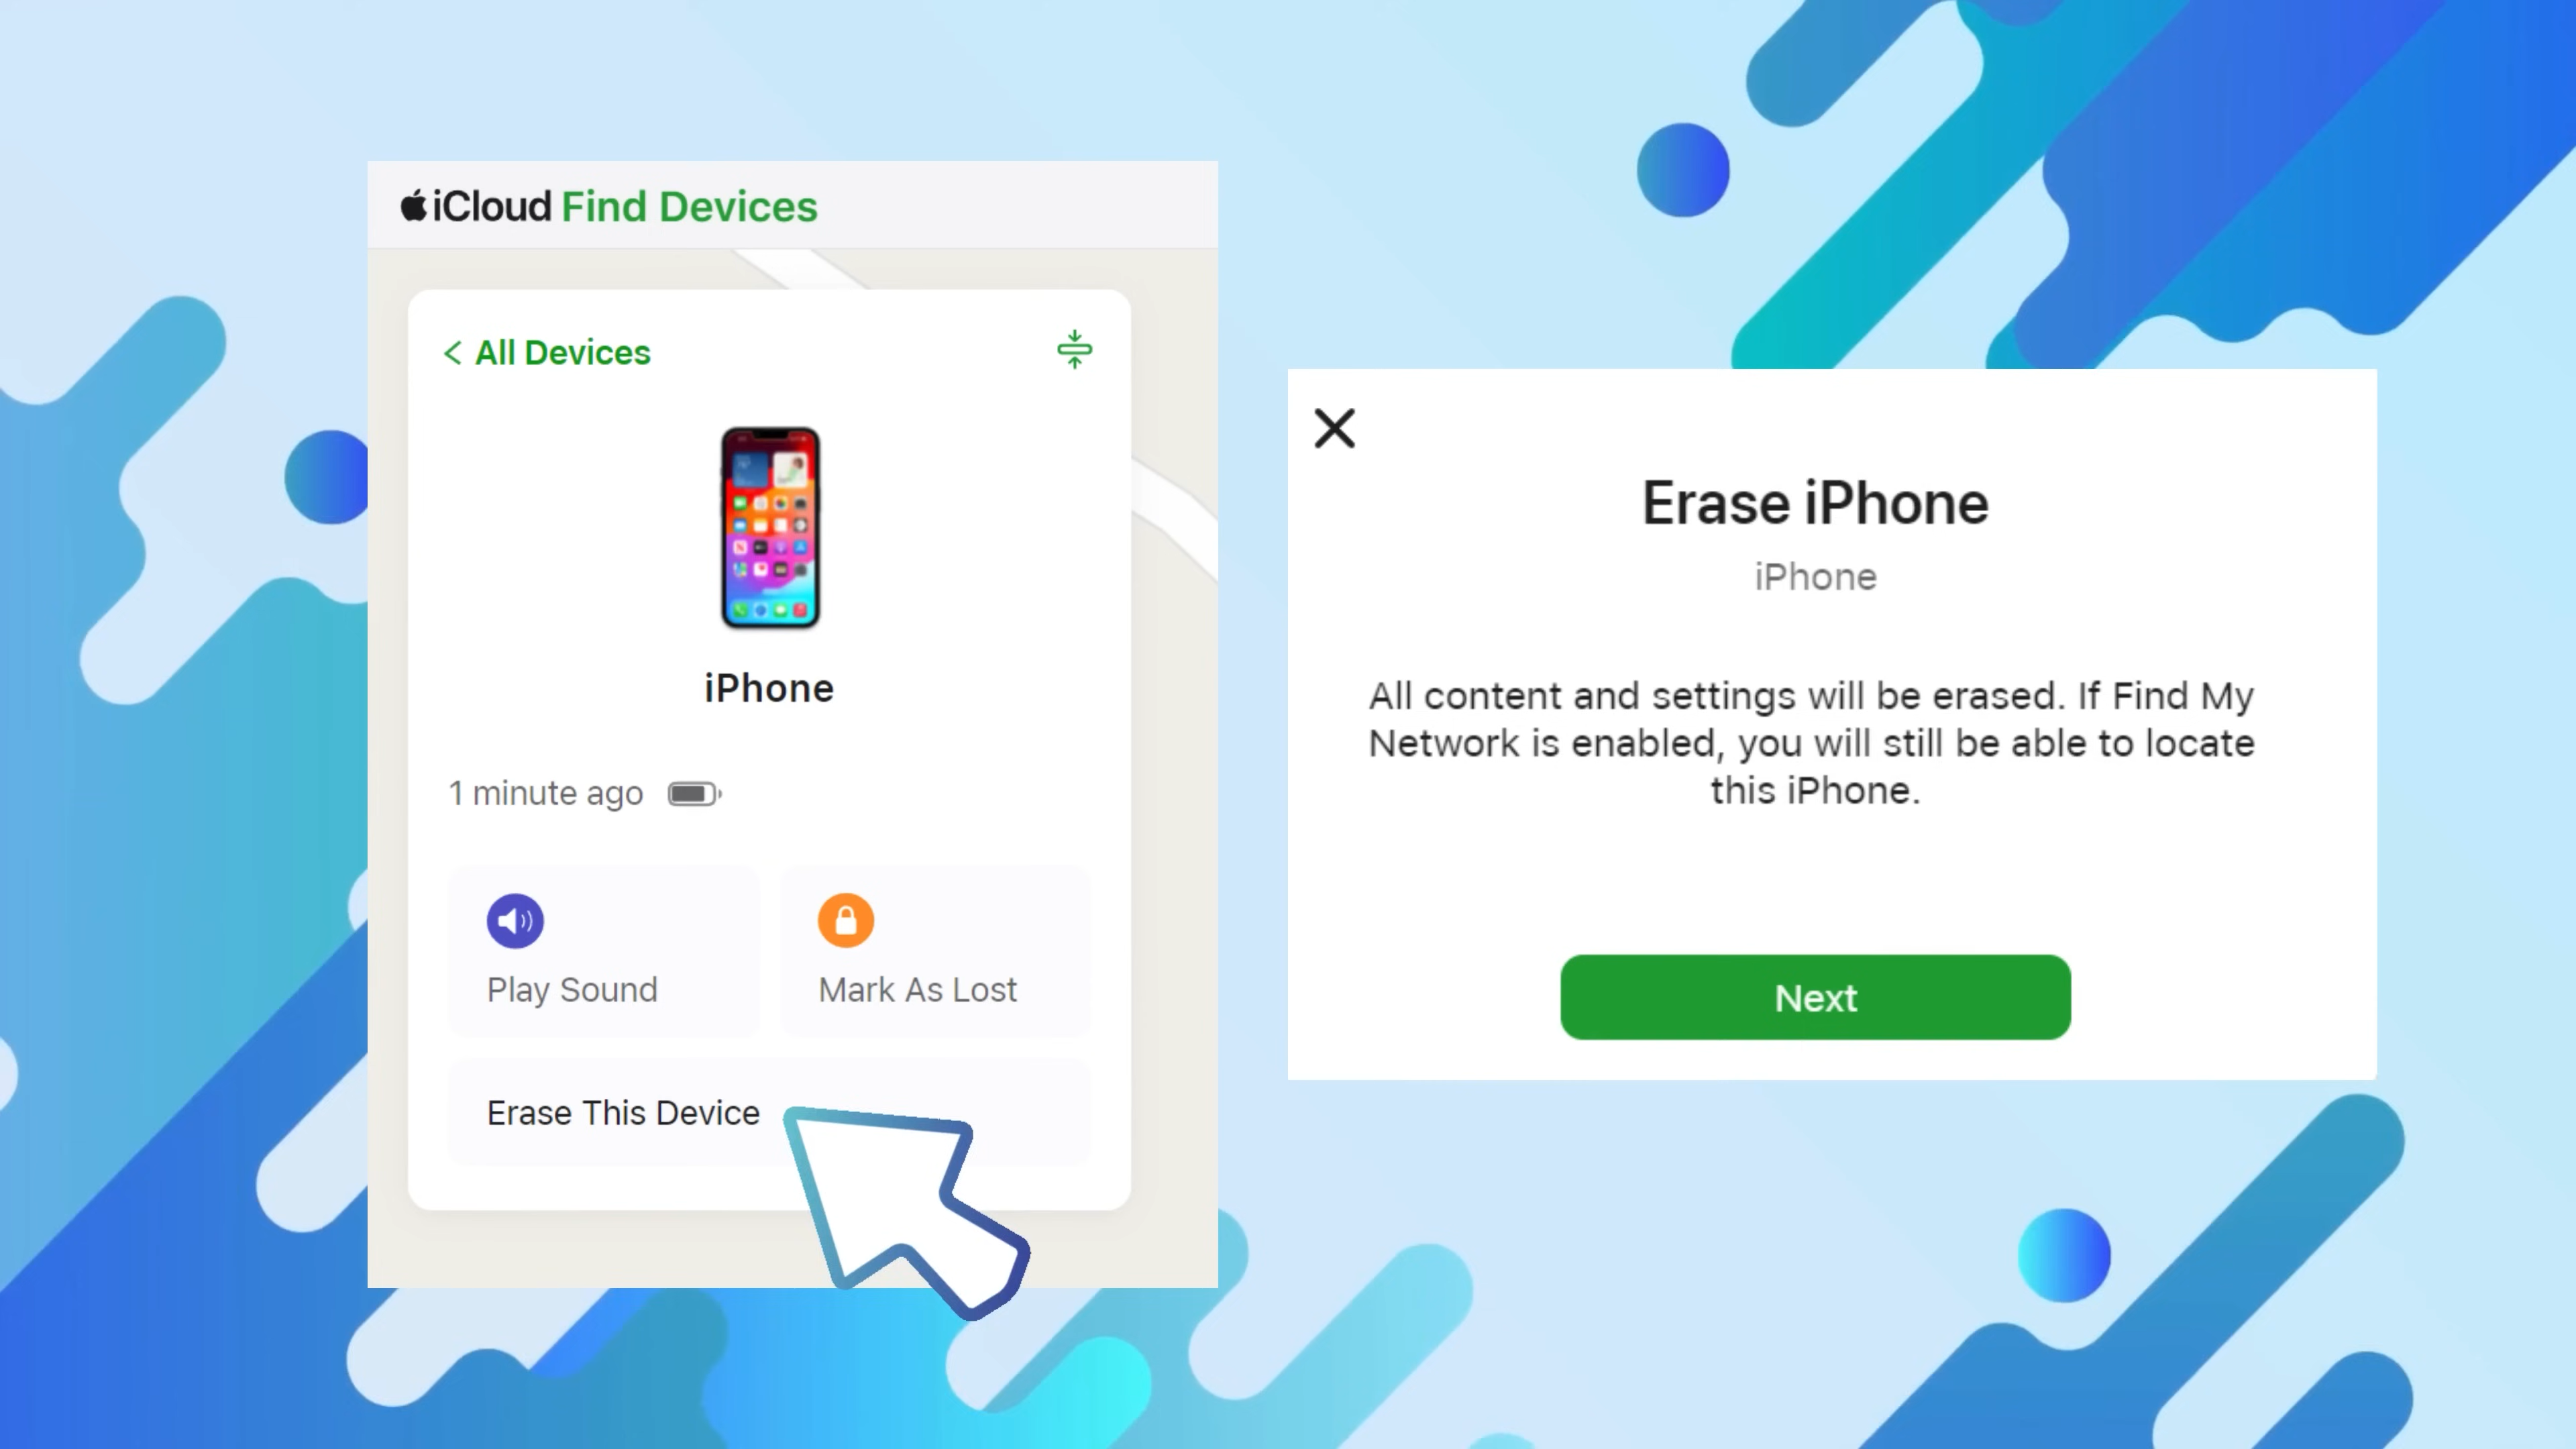 iCloud Find Devices
All Devices
iPhone
1 minute ago
Play Sound
Mark As Lost
Erase This Device
Erase iPhone
iPhone
All content and settings will be erased. If Find My
Network is enabled, you will still be able to locate
this iPhone.
Next